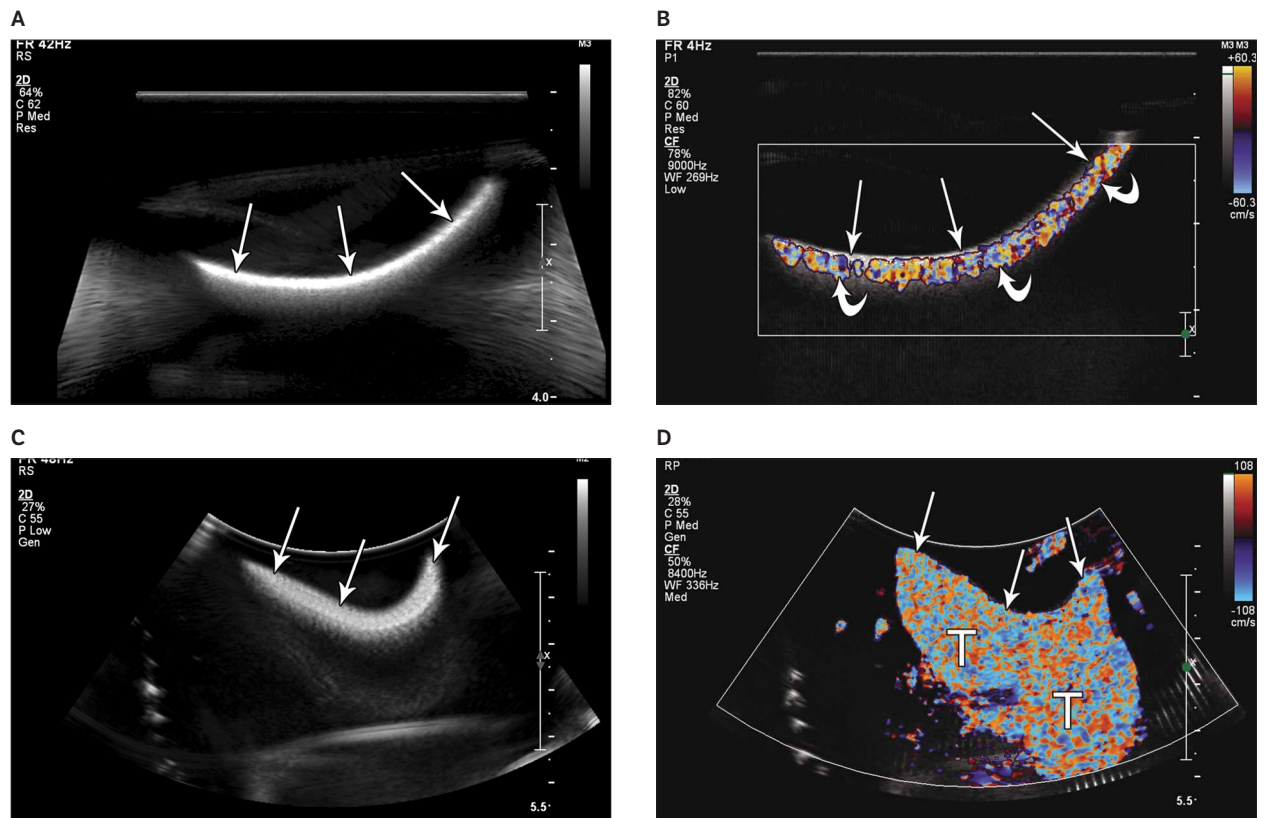 A
FR 42Hz
RS
M3
2D
64%
C 62
P Med
Res
X
4.0
B
FR 4Hz
P1
M3 M3
+60.3
2D
82%
C 60
P Med
Res
CF
78%
9000Hz
WF 269Hz
Low
-60.3
cm/s
x
C
FR 48Hz
RS
M2
2D
27%
C 55
P Low
Gen
X
5.5
D
RP
108
2D
28%
C 55
P Med
Gen
CF
50%
8400Hz
WF 336Hz
Med
-108
cm/s
x
T
T
5.5